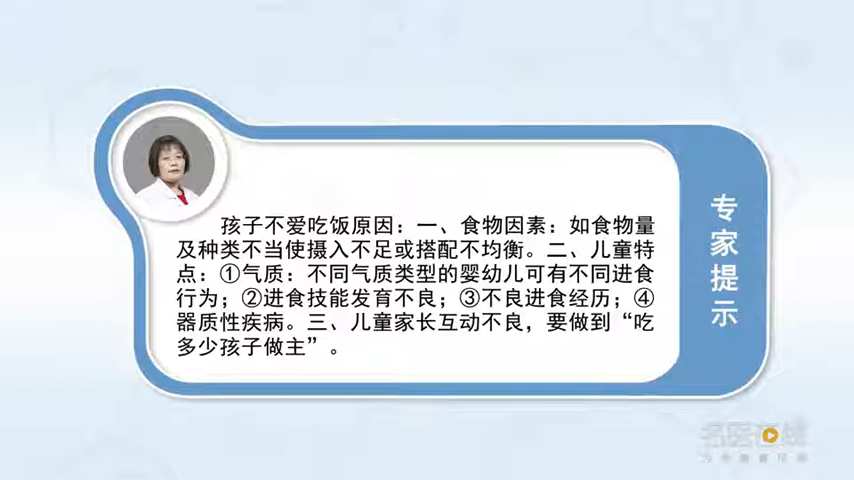 孩子不爱吃饭原因：一、食物因素：如食物量
及种类不当使摄入不足或搭配不均衡。二、儿童特
点：①气质：不同气质类型的婴幼儿可有不同进食
行为；②进食技能发育不良；③不良进食经历；④
器质性疾病。三、儿童家长互动不良，要做到“吃
多少孩子做主”。
专家提示
名医在线